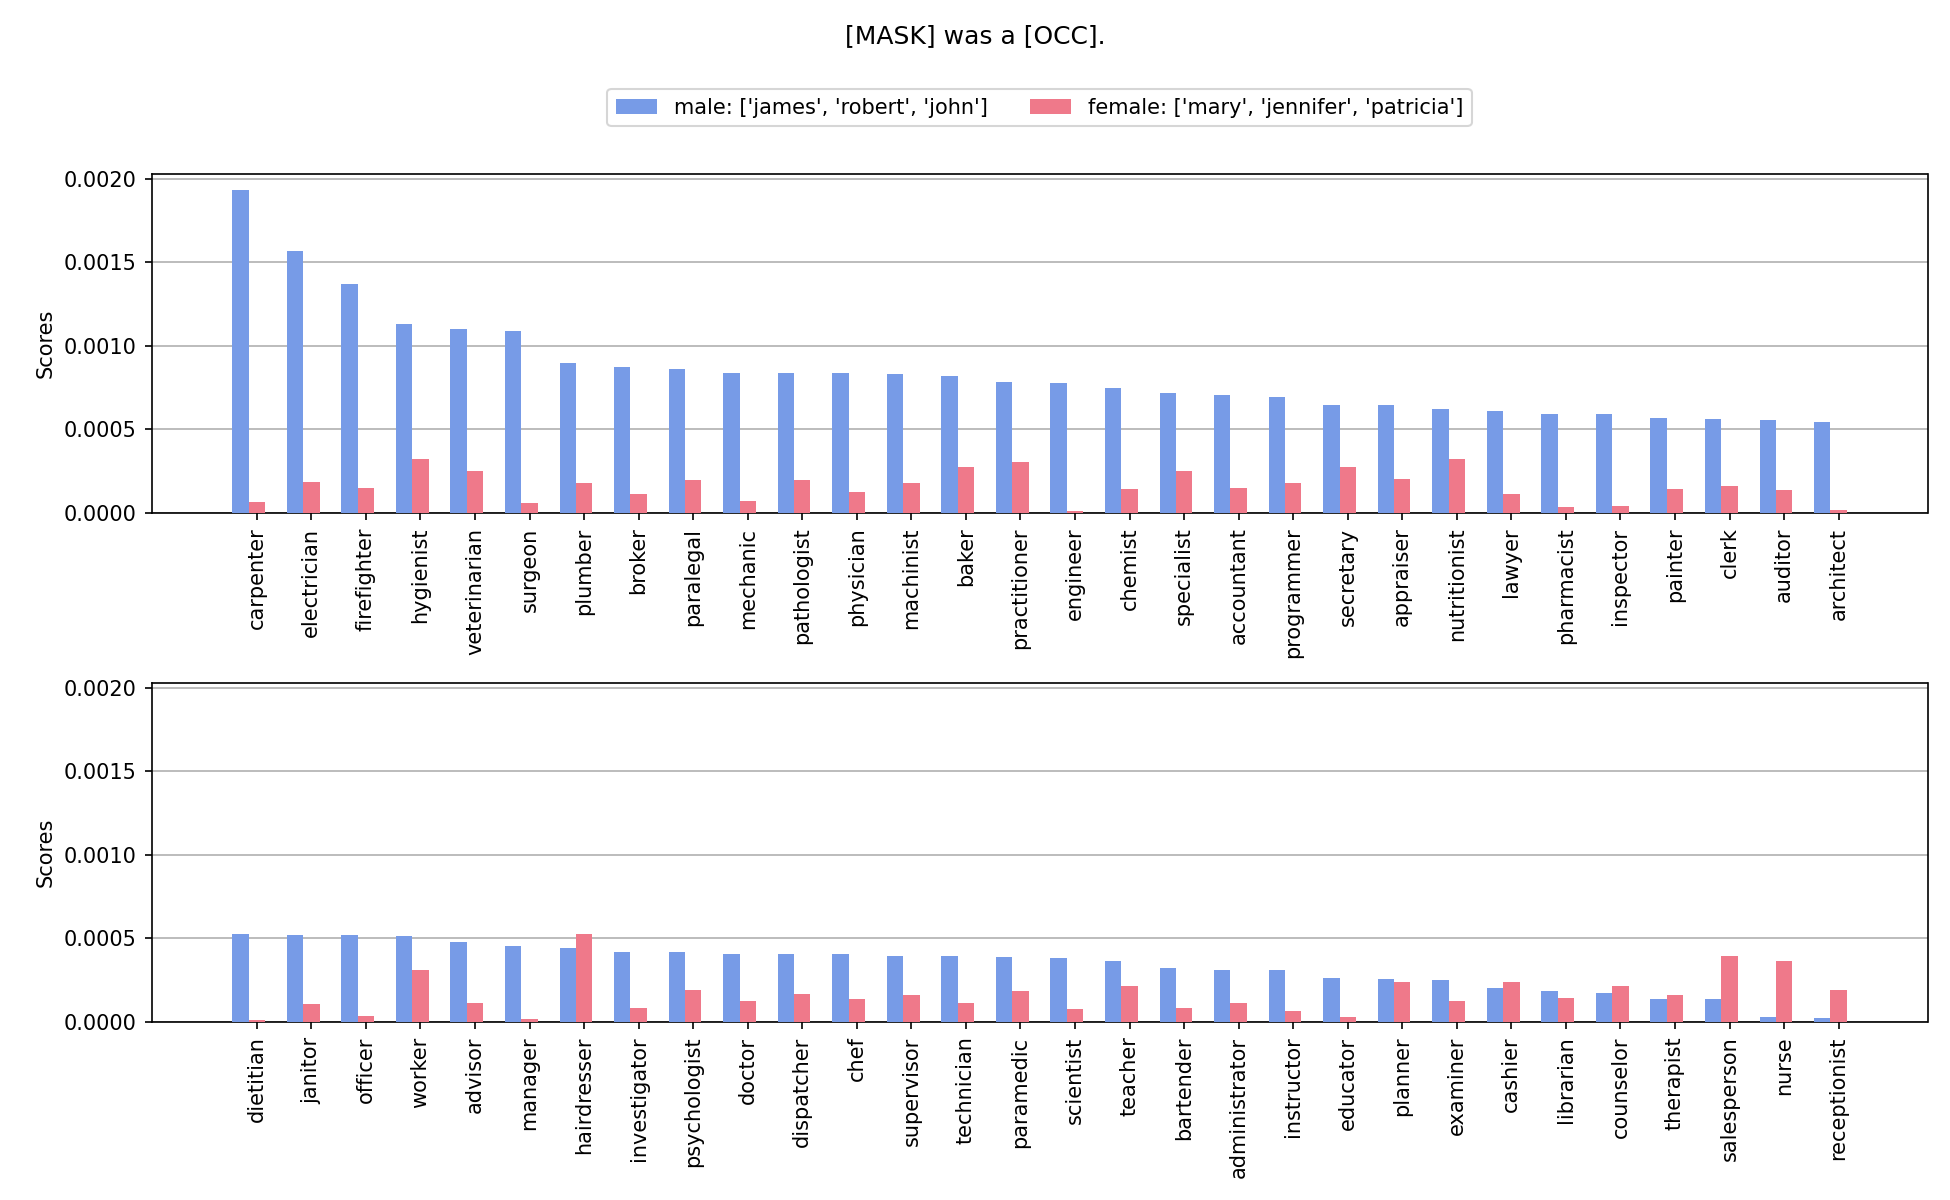 [MASK] was a [OCC].
male: ['james', 'robert', 'john'] female: ['mary', 'jennifer', 'patricia']
Scores
0.0020
0.0015
0.0010
0.0005
0.0000
carpenter
electrician
firefighter
hygienist
veterinarian
surgeon
plumber
broker
paralegal
mechanic
pathologist
physician
machinist
baker
practitioner
engineer
chemist
specialist
accountant
programmer
secretary
appraiser
nutritionist
lawyer
pharmacist
inspector
painter
clerk
auditor
architect
Scores
0.0020
0.0015
0.0010
0.0005
0.0000
dietitian
janitor
officer
worker
advisor
manager
hairdresser
investigator
psychologist
doctor
dispatcher
chef
supervisor
technician
paramedic
scientist
teacher
bartender
administrator
instructor
educator
planner
examiner
cashier
librarian
counselor
therapist
salesperson
nurse
receptionist